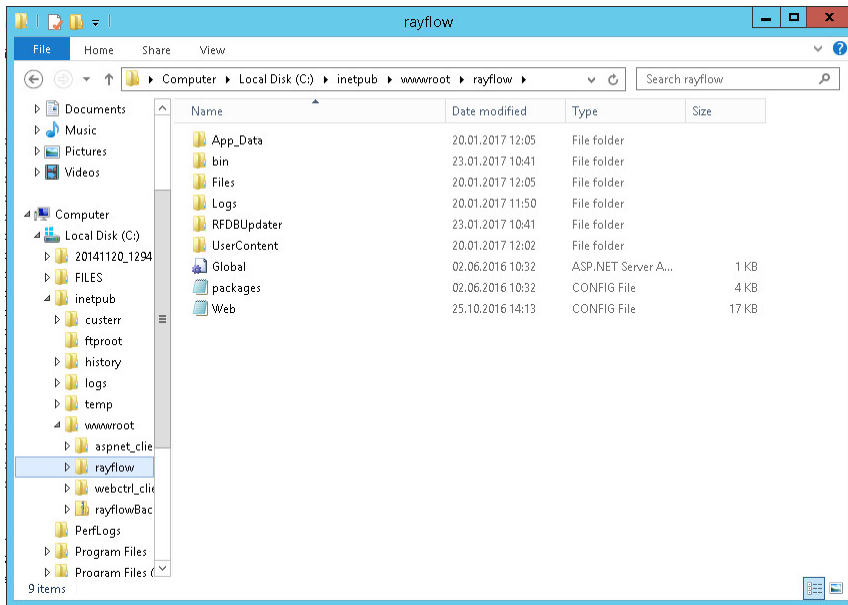 rayflow
File Home Share View
Computer Local Disk (C:) inetpub wwwroot rayflow Search rayflow
Documents
Music
Pictures
Videos
Computer
Local Disk (C:)
20141120_1294
FILES
inetpub
custerr
ftproot
history
logs
temp
wwwroot
aspnet_clie
rayflow
webctrl_clie
rayflowBac
PerfLogs
Program Files
Program Files (
Name Date modified Type Size
App_Data 20.01.2017 12:05 File folder
bin 23.01.2017 10:41 File folder
Files 20.01.2017 12:05 File folder
Logs 20.01.2017 11:50 File folder
RFDBUpdater 23.01.2017 10:41 File folder
UserContent 20.01.2017 12:02 File folder
Global 02.06.2016 10:32 ASP.NET Server A... 1 KB
packages 02.06.2016 10:32 CONFIG File 4 KB
Web 25.10.2016 14:13 CONFIG File 17 KB
9 items